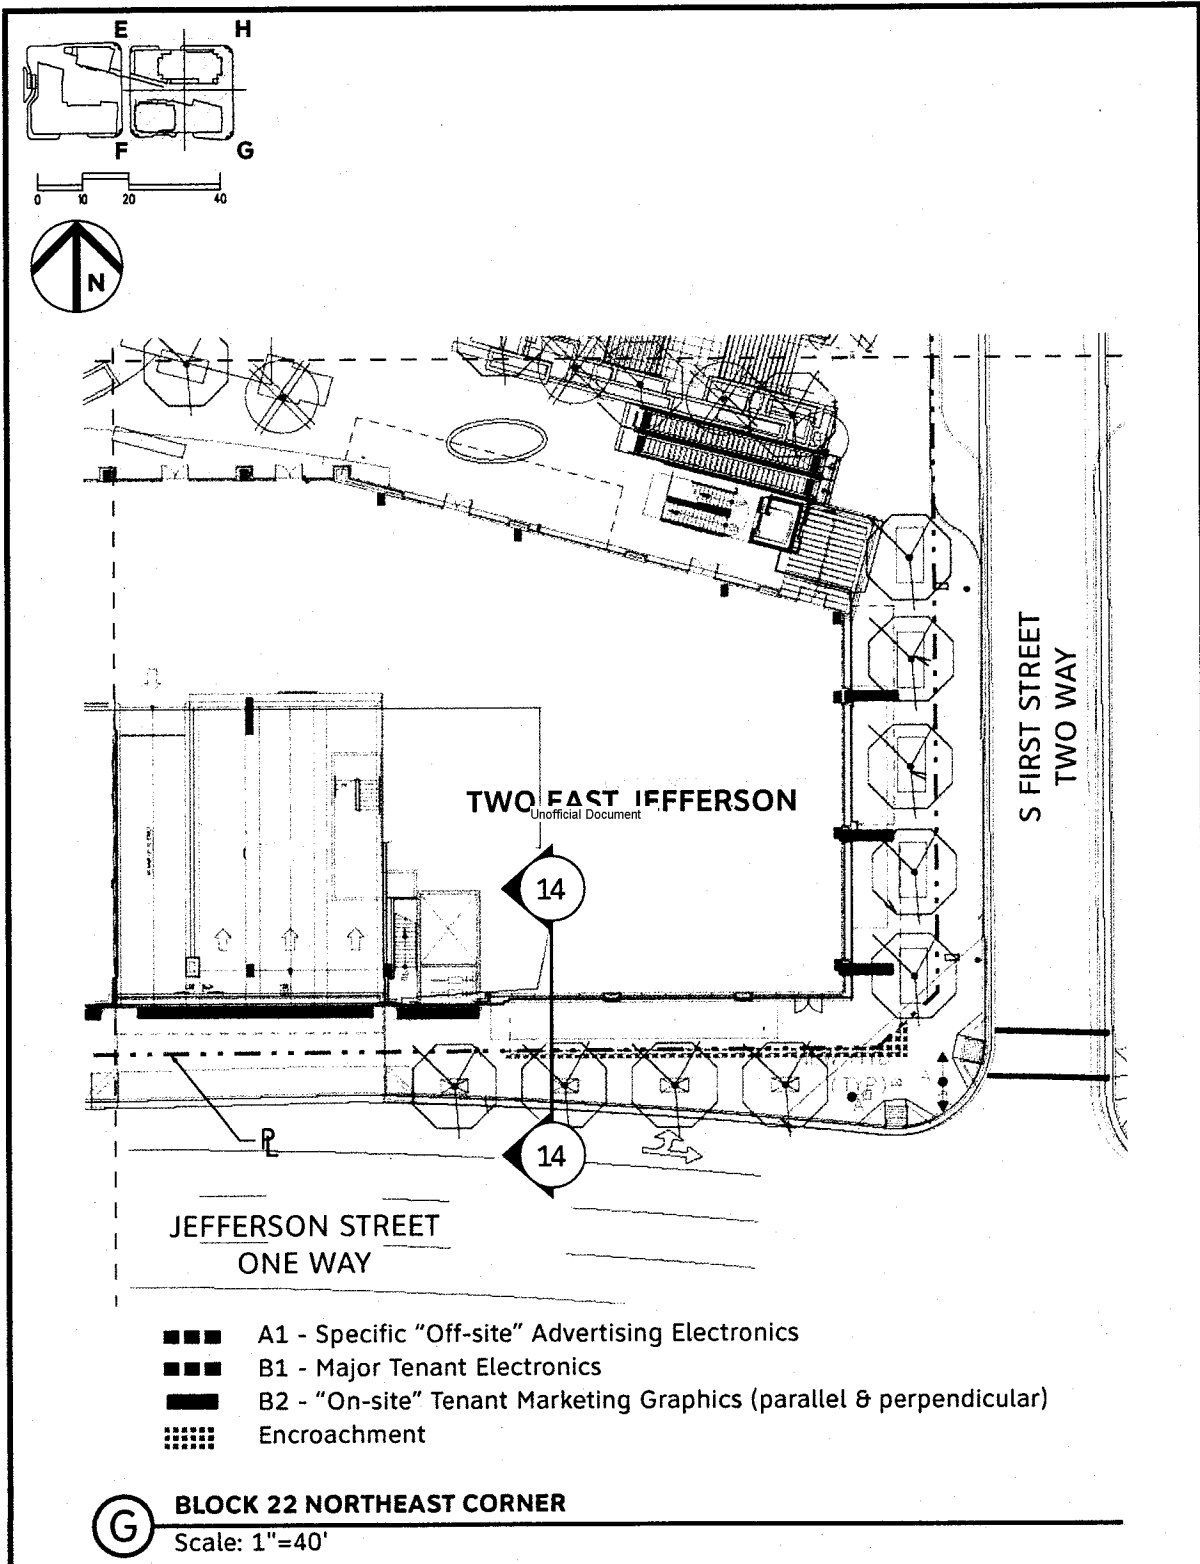 E H
F G
0 10 20 40
N
S FIRST STREET
TWO WAY
TWO EAST JEFFERSON
Unofficial Document
14
(TYP)
PL
14
JEFFERSON STREET
ONE WAY
A1 - Specific “Off-site” Advertising Electronics
B1 - Major Tenant Electronics
B2 - “On-site” Tenant Marketing Graphics (parallel & perpendicular)
Encroachment
G BLOCK 22 NORTHEAST CORNER
Scale: 1"=40'